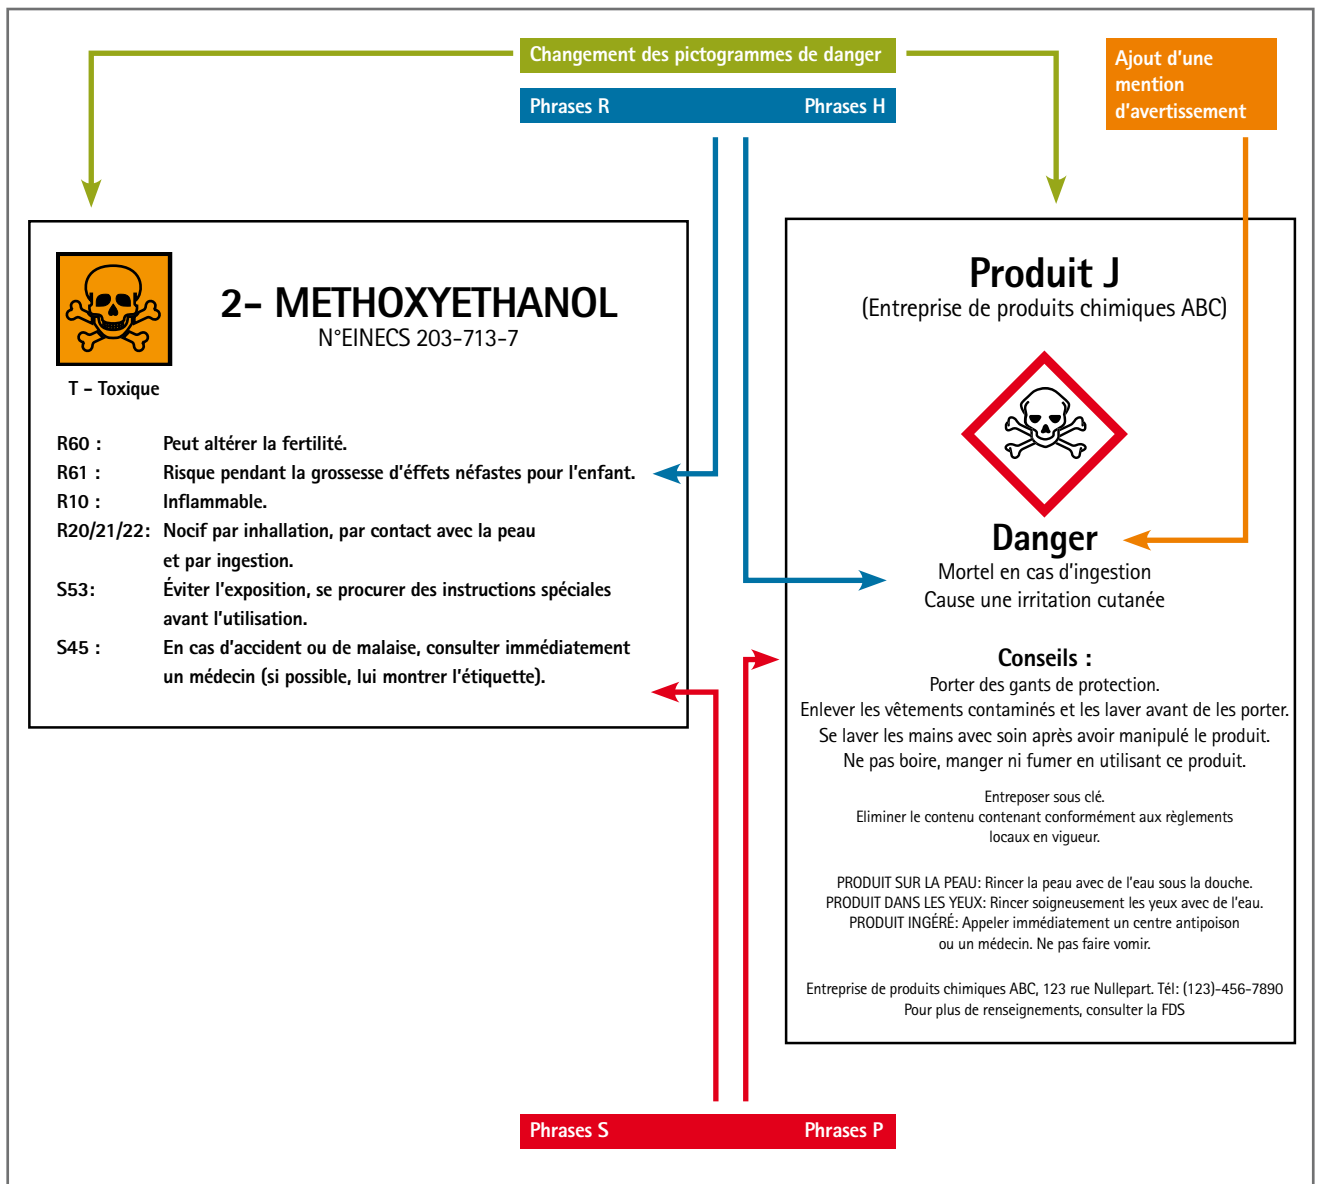 Changement des pictogrammes de danger
Phrases R Phrases H
Ajout d'une
mention
d'avertissement
2- METHOXYETHANOL
N°EINECS 203-713-7
T - Toxique
R60 : Peut altérer la fertilité.
R61 : Risque pendant la grossesse d'éffets néfastes pour l'enfant.
R10 : Inflammable.
R20/21/22: Nocif par inhallation, par contact avec la peau
et par ingestion.
S53: Éviter l'exposition, se procurer des instructions spéciales
avant l'utilisation.
S45 : En cas d'accident ou de malaise, consulter immédiatement
un médecin (si possible, lui montrer l'étiquette).
Produit J
(Entreprise de produits chimiques ABC)
Danger
Mortel en cas d'ingestion
Cause une irritation cutanée
Conseils :
Porter des gants de protection.
Enlever les vêtements contaminés et les laver avant de les porter.
Se laver les mains avec soin après avoir manipulé le produit.
Ne pas boire, manger ni fumer en utilisant ce produit.
Entreposer sous clé.
Eliminer le contenu contenant conformément aux règlements
locaux en vigueur.
PRODUIT SUR LA PEAU: Rincer la peau avec de l'eau sous la douche.
PRODUIT DANS LES YEUX: Rincer soigneusement les yeux avec de l'eau.
PRODUIT INGÉRÉ: Appeler immédiatement un centre antipoison
ou un médecin. Ne pas faire vomir.
Entreprise de produits chimiques ABC, 123 rue Nullepart. Tél: (123)-456-7890
Pour plus de renseignements, consulter la FDS
Phrases S Phrases P